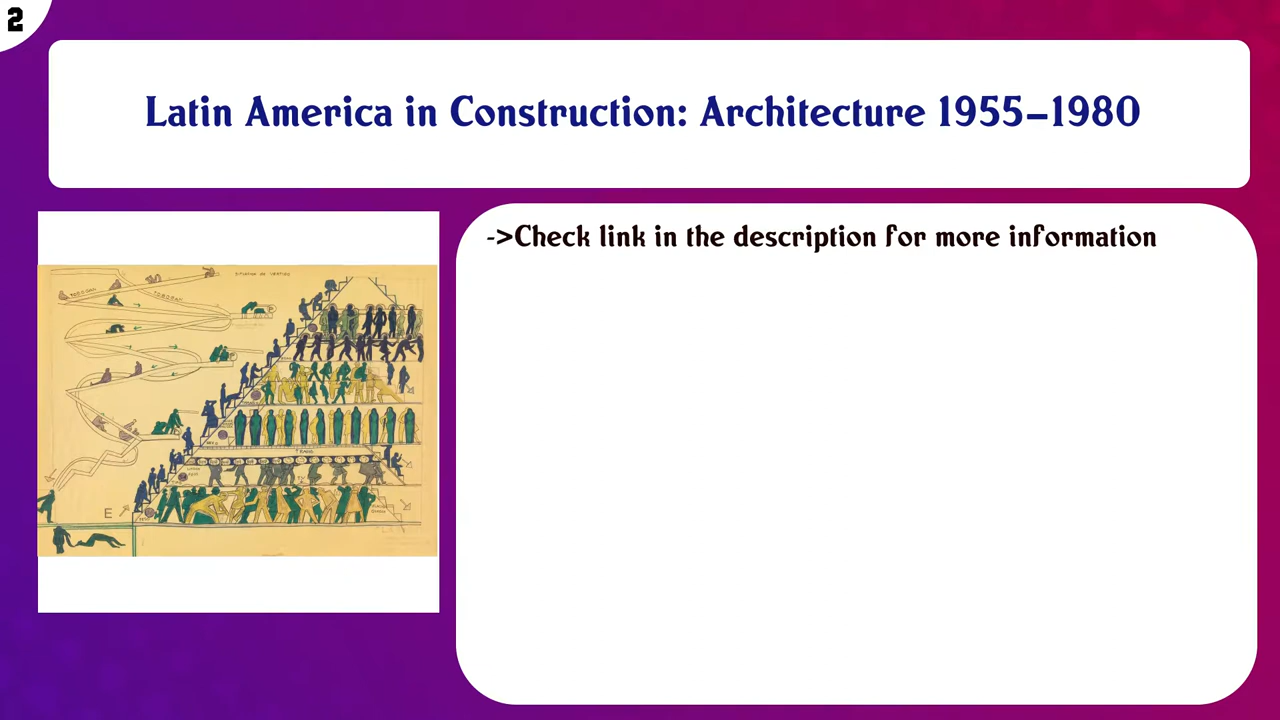 2
Latin America in Construction: Architecture 1955–1980
->Check link in the description for more information
E